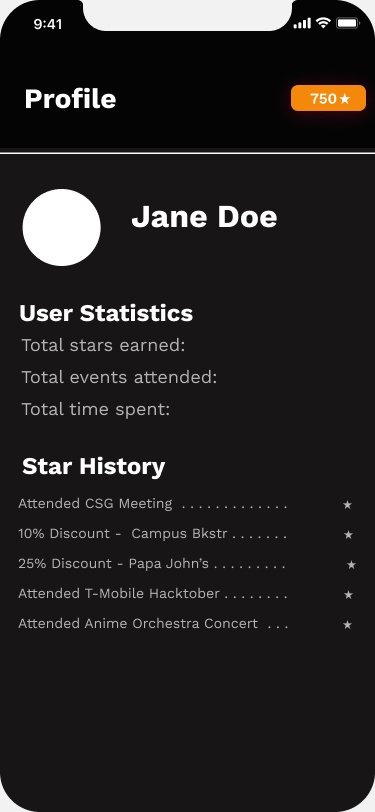 9:41
Profile
750★
Jane Doe
User Statistics
Total stars earned:
Total events attended:
Total time spent:
Star History
Attended CSG Meeting . . . . . . . . . . . . . ★
10% Discount - Campus Bkstr . . . . . . . ★
25% Discount - Papa John’s . . . . . . . . . ★
Attended T-Mobile Hacktober . . . . . . . . ★
Attended Anime Orchestra Concert . . . ★